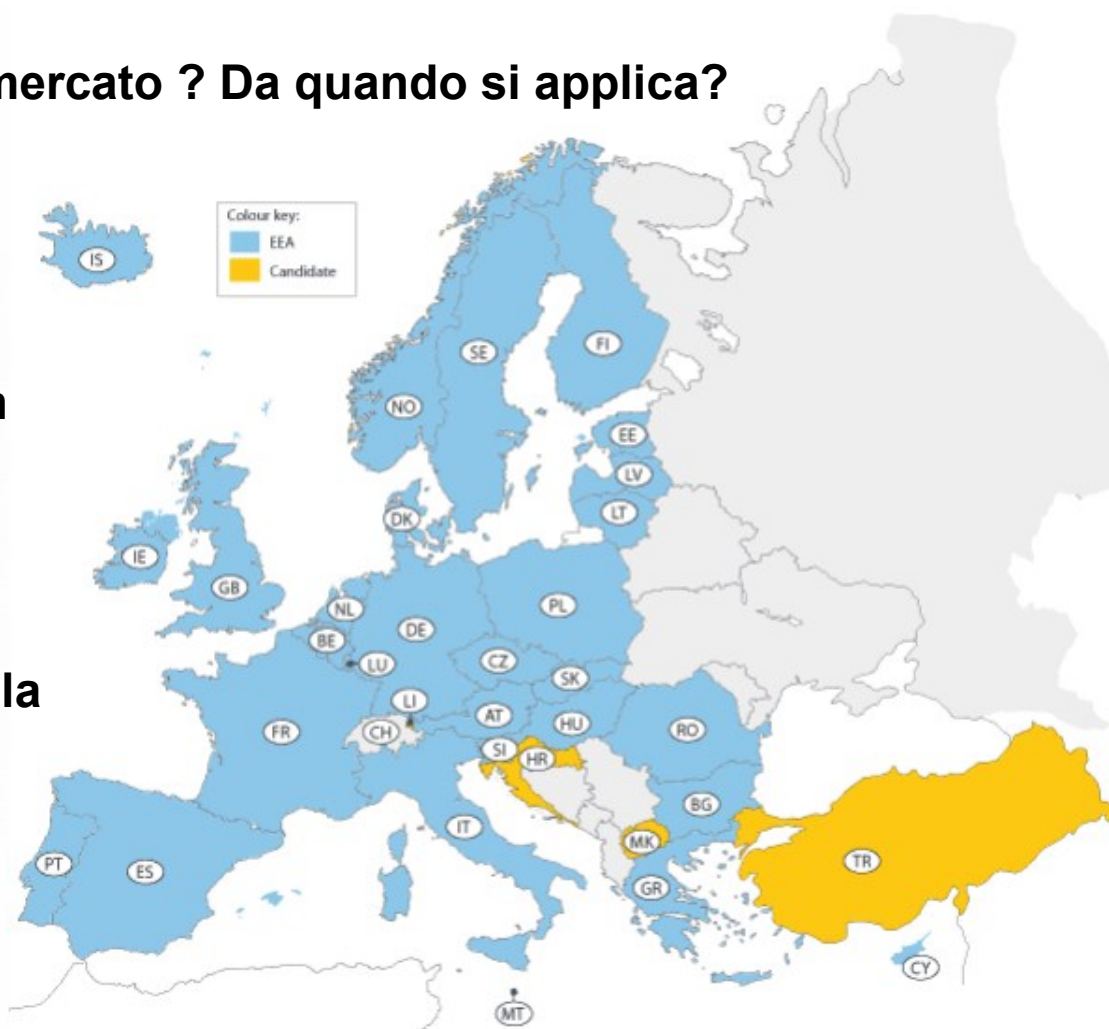 mercato ? Da quando si applica?
Colour key:
EEA
Candidate
IS
FI
SE
NO
EE
LV
LT
DK
IE
GB
NL
PL
DE
BE
CZ
LU
SK
la
LI
AT
HU
RO
FR
CH
SI
HR
BG
IT
MK
PT
ES
TR
GR
CY
MT